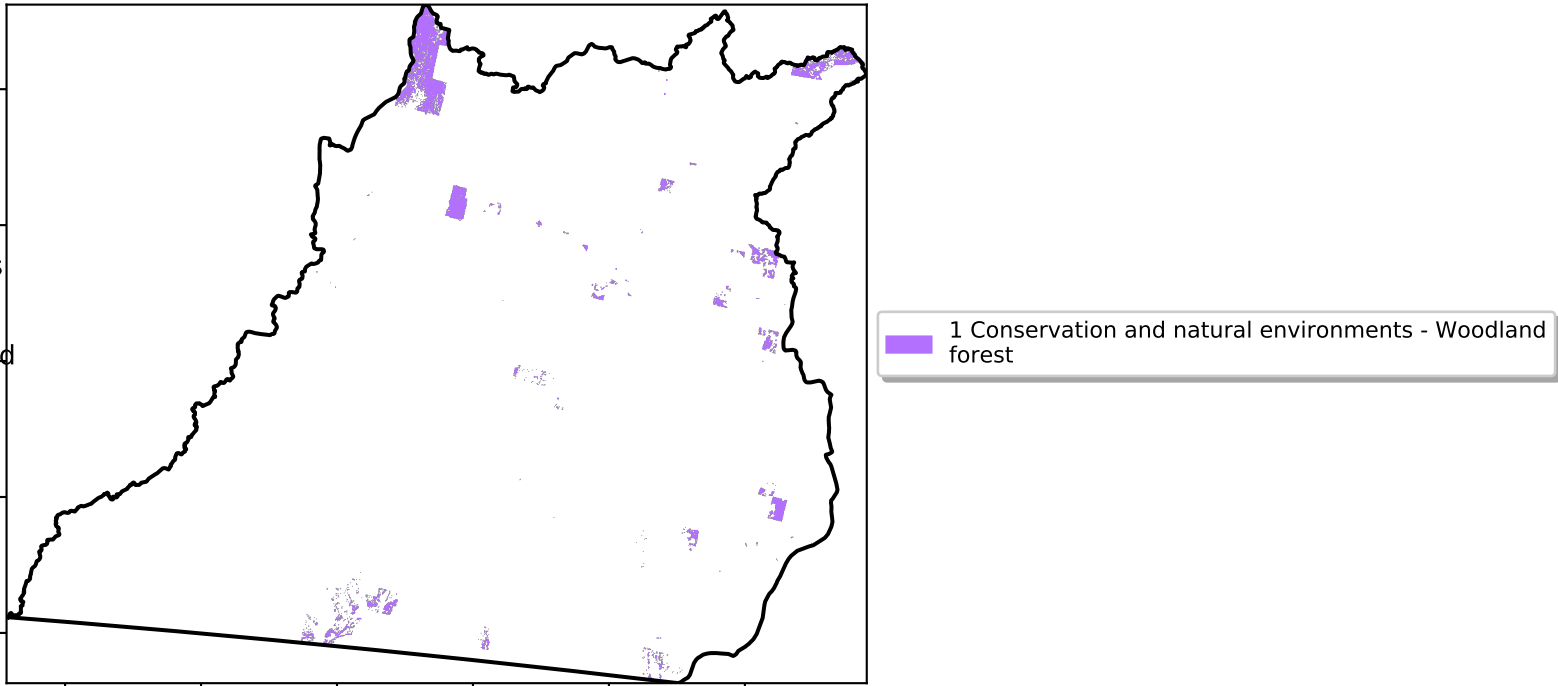 d
1 Conservation and natural environments - Woodland
forest